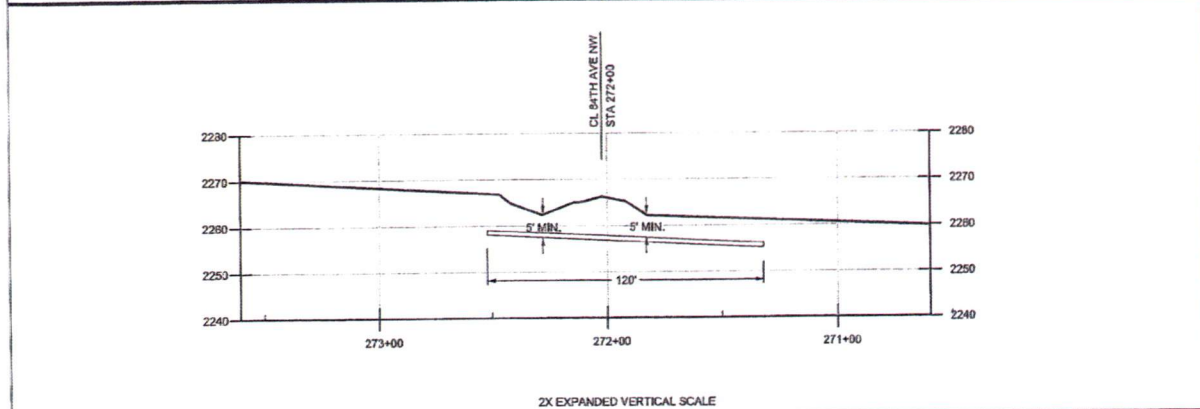 CL 84TH AVE NW
STA 272+00
2280 2280
2270 2270
2260 2260
5' MIN. 5' MIN.
2250 2250
120'
2240 2240
273+00 272+00 271+00
2X EXPANDED VERTICAL SCALE